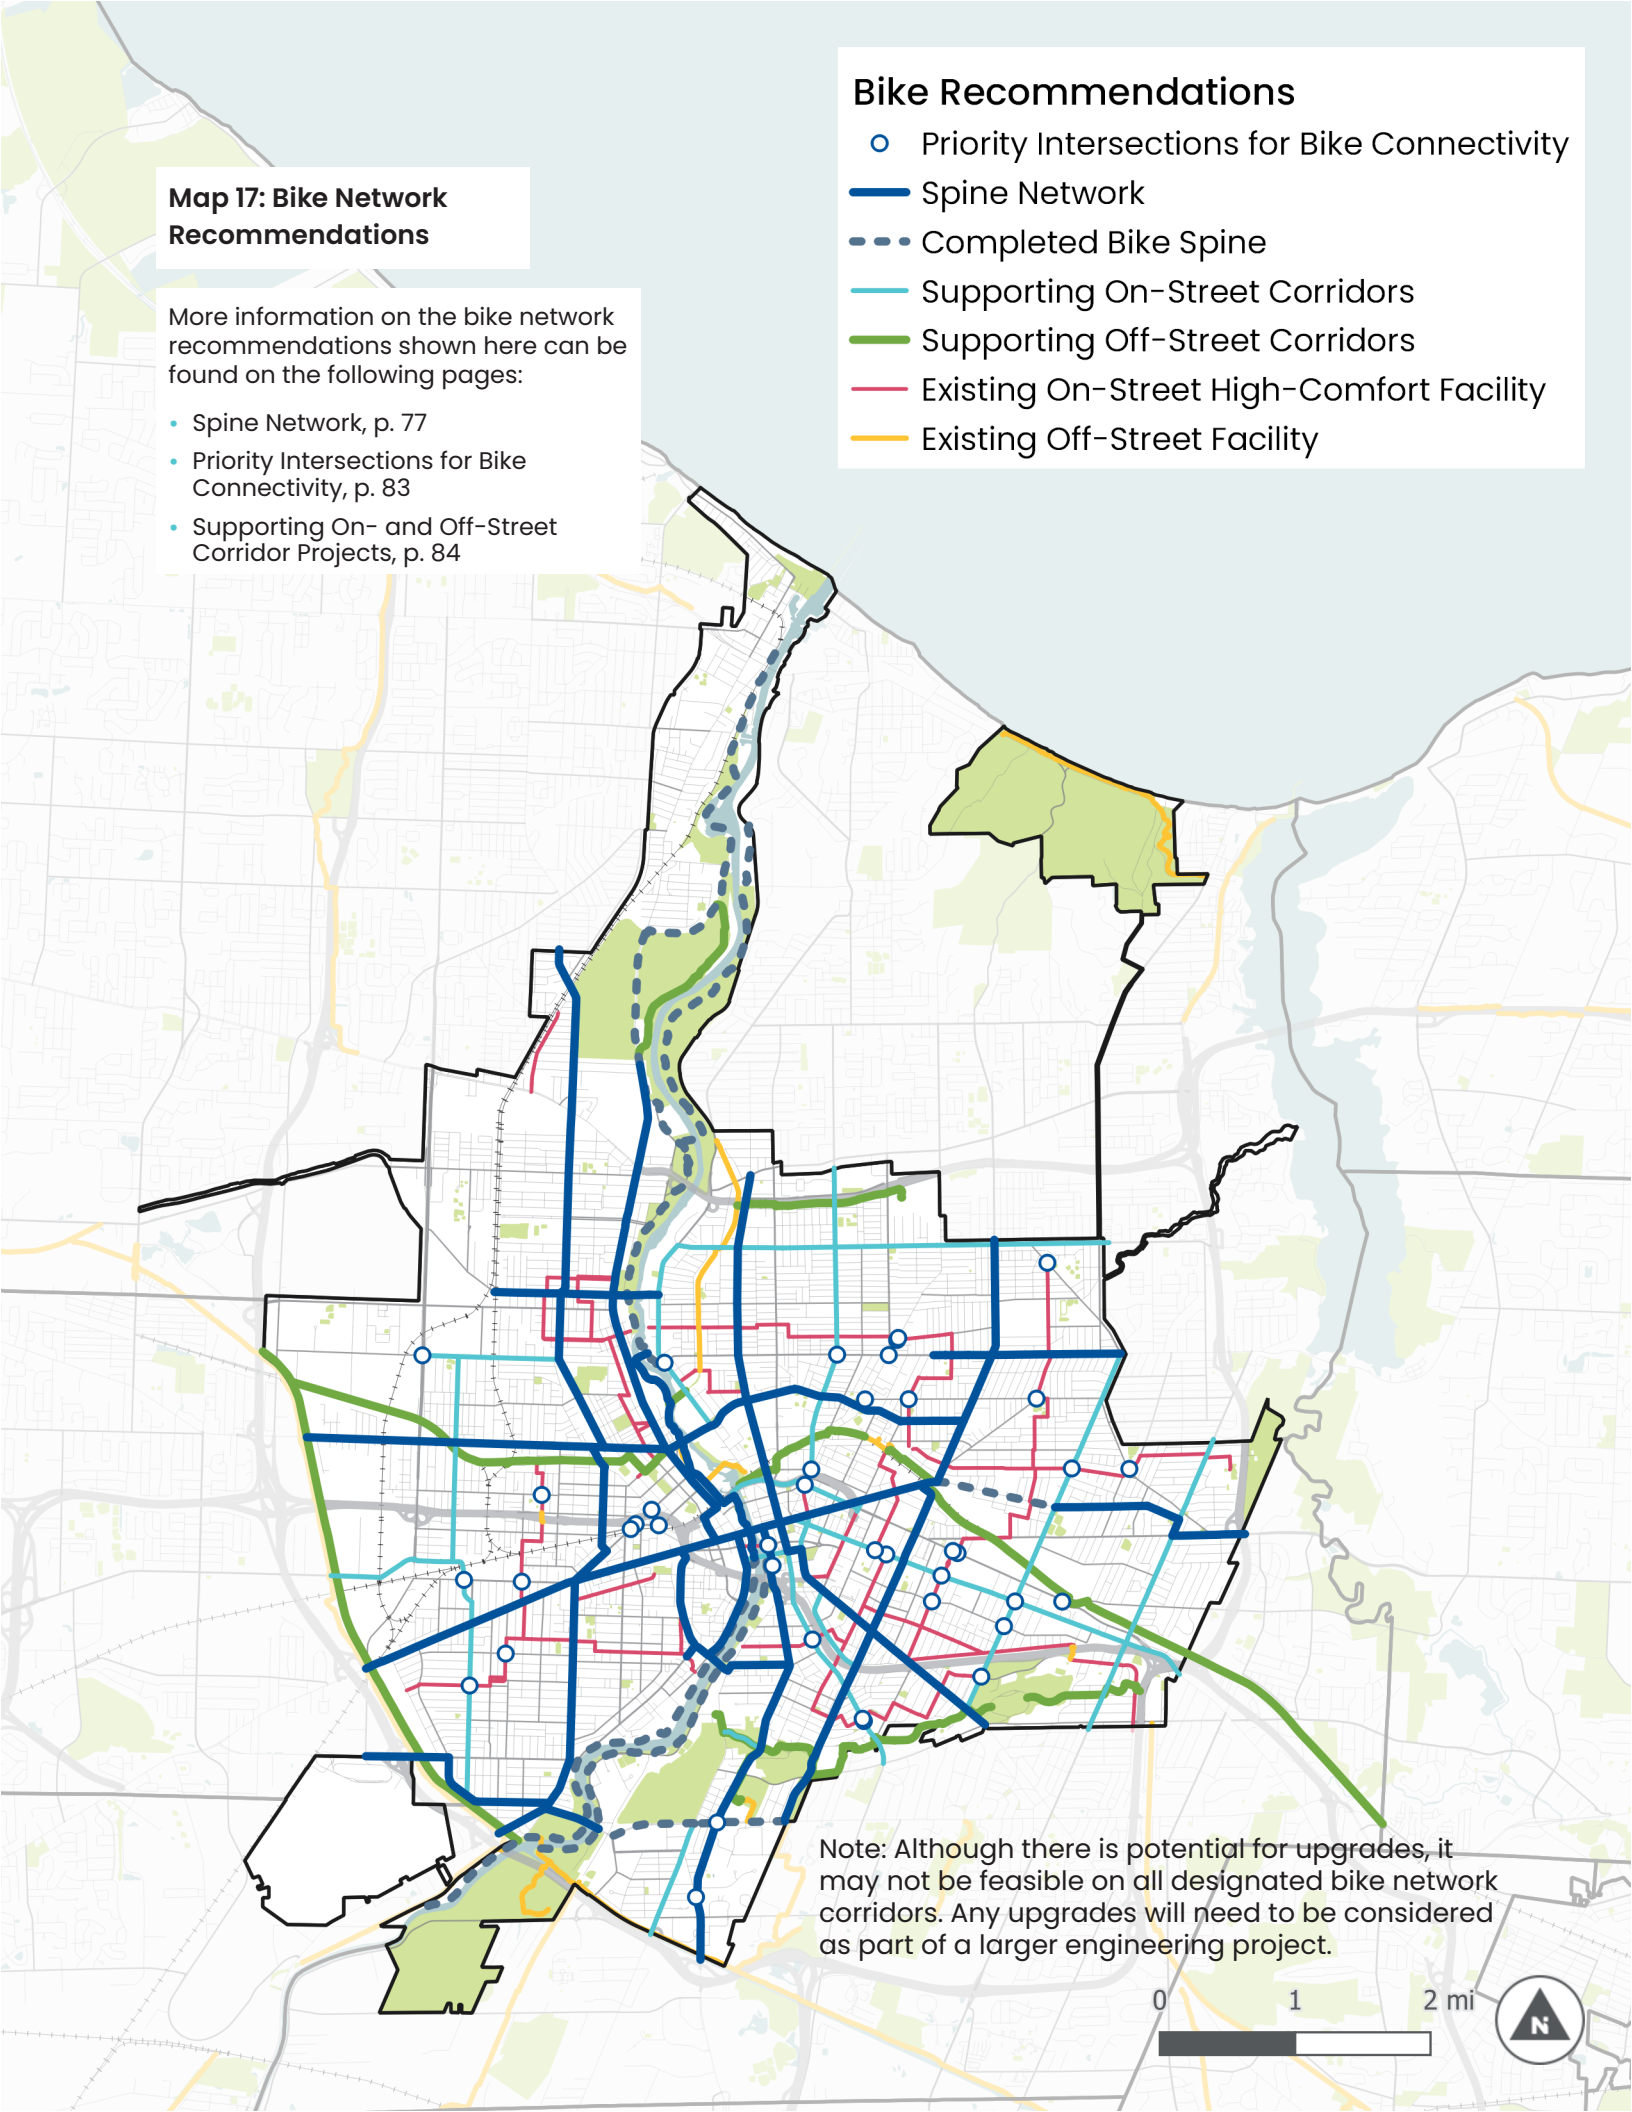 Map 17: Bike Network
Recommendations
More information on the bike network
recommendations shown here can be
found on the following pages:
• Spine Network, p. 77
• Priority Intersections for Bike
Connectivity, p. 83
• Supporting On- and Off-Street
Corridor Projects, p. 84
Bike Recommendations
Priority Intersections for Bike Connectivity
Spine Network
Completed Bike Spine
Supporting On-Street Corridors
Supporting Off-Street Corridors
Existing On-Street High-Comfort Facility
Existing Off-Street Facility
Note: Although there is potential for upgrades, it
may not be feasible on all designated bike network
corridors. Any upgrades will need to be considered
as part of a larger engineering project.
0 1 2 mi
N